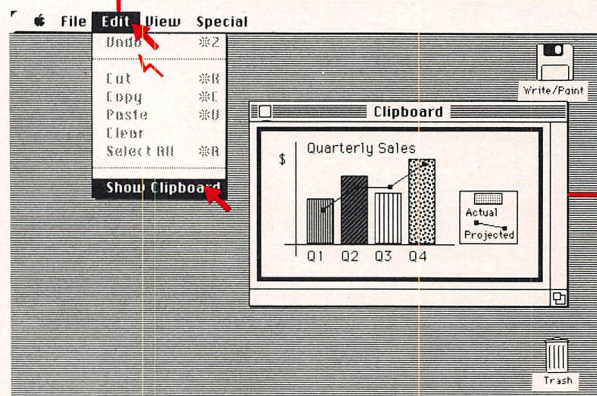 File Edit View Special
Undo ⌘Z
Cut ⌘X
Copy ⌘C
Paste ⌘V
Clear
Select All ⌘A
Show Clipboard
Write/Paint
Clipboard
Quarterly Sales
$
Actual
Projected
Q1 Q2 Q3 Q4
Trash